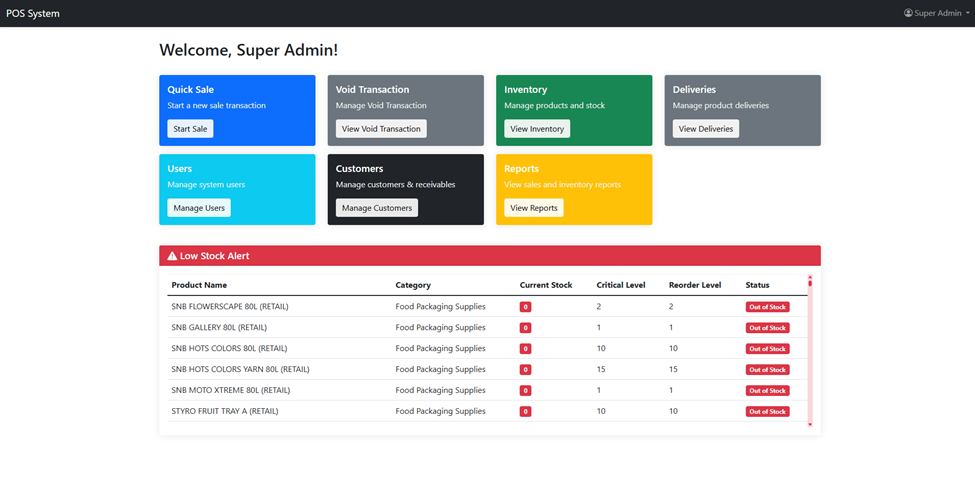 POS System
Super Admin
Welcome, Super Admin!
Quick Sale
Start a new sale transaction
Start Sale
Void Transaction
Manage Void Transaction
View Void Transaction
Inventory
Manage products and stock
View Inventory
Deliveries
Manage product deliveries
View Deliveries
Users
Manage system users
Manage Users
Customers
Manage customers & receivables
Manage Customers
Reports
View sales and inventory reports
View Reports
Low Stock Alert
Product Name Category Current Stock Critical Level Reorder Level Status
SNB FLOWERSCAPE 80L (RETAIL) Food Packaging Supplies 0 2 2 Out of Stock
SNB GALLERY 80L (RETAIL) Food Packaging Supplies 0 1 1 Out of Stock
SNB HOTS COLORS 80L (RETAIL) Food Packaging Supplies 0 10 10 Out of Stock
SNB HOTS COLORS YARN 80L (RETAIL) Food Packaging Supplies 0 15 15 Out of Stock
SNB MOTO XTREME 80L (RETAIL) Food Packaging Supplies 0 1 1 Out of Stock
STYRO FRUIT TRAY A (RETAIL) Food Packaging Supplies 0 10 10 Out of Stock